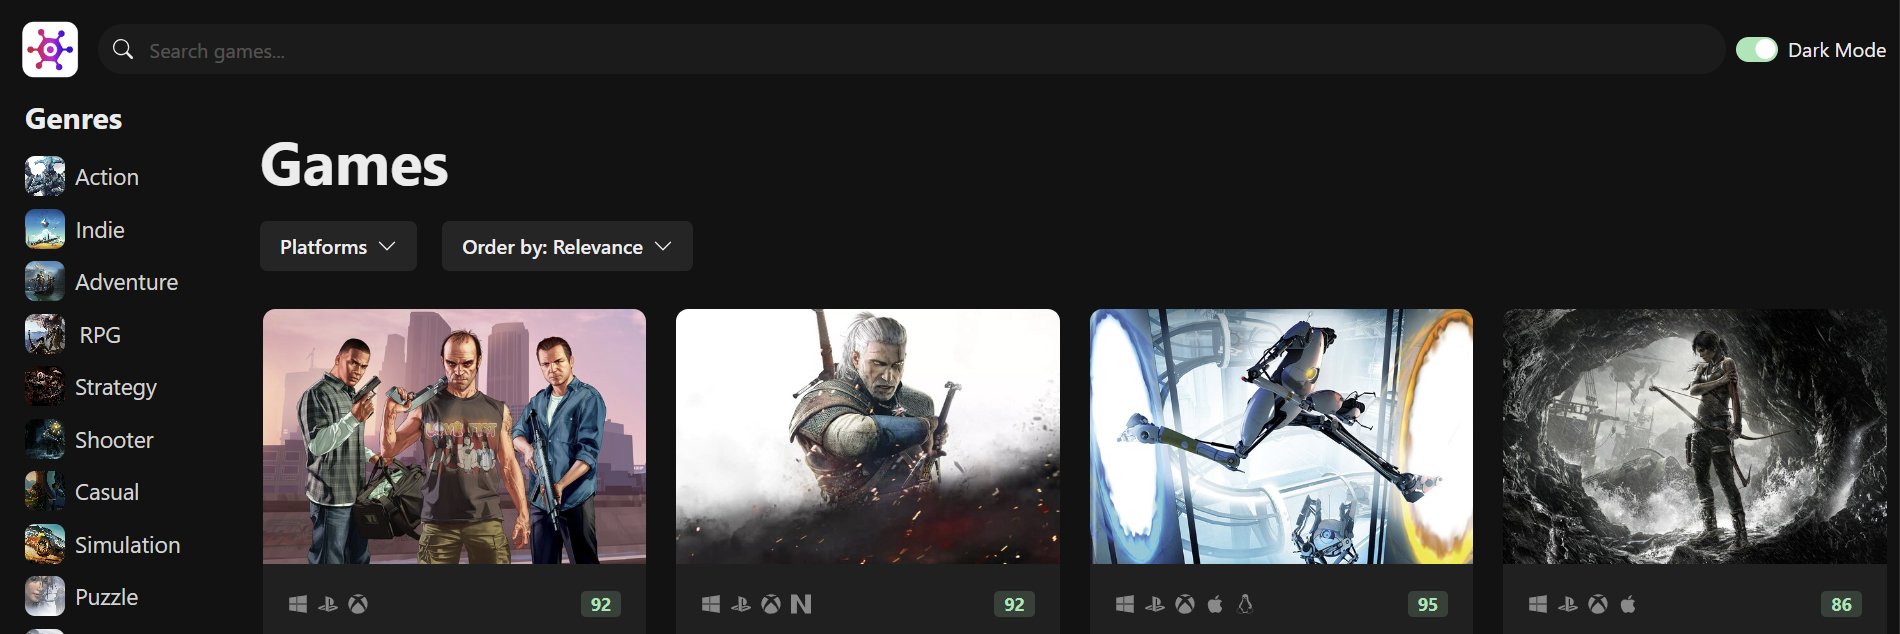 Search games...
Dark Mode
Genres
Action
Indie
Adventure
RPG
Strategy
Shooter
Casual
Simulation
Puzzle
Games
Platforms
Order by: Relevance
92
92
95
86